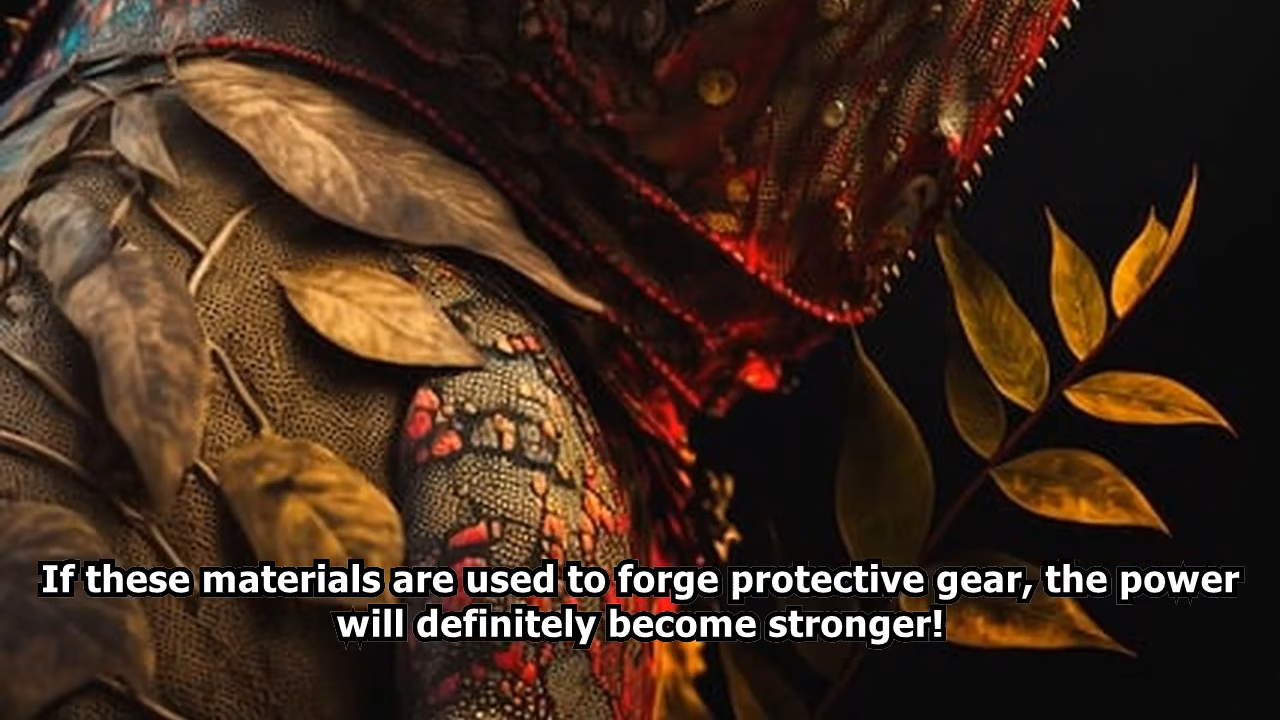 If these materials are used to forge protective gear, the power
will definitely become stronger!